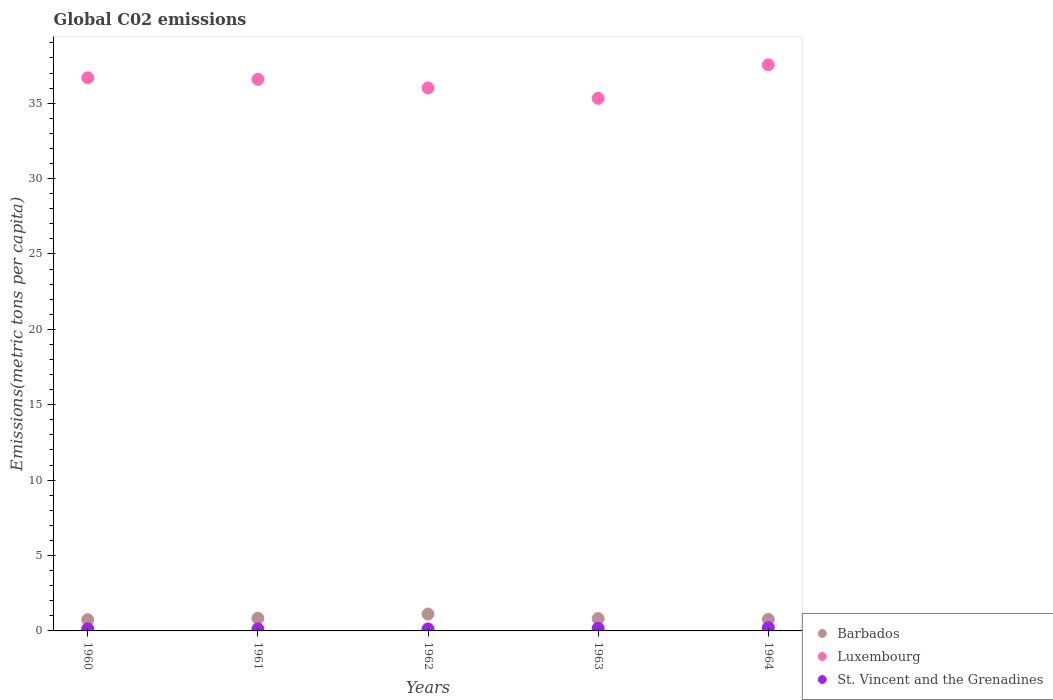 Global C02 emissions
Emissions(metric tons per capita)
35
30
25
20
15
10
5
0
1960
1961
1962
1963
1964
Years
Barbados
Luxembourg
St. Vincent and the Grenadines